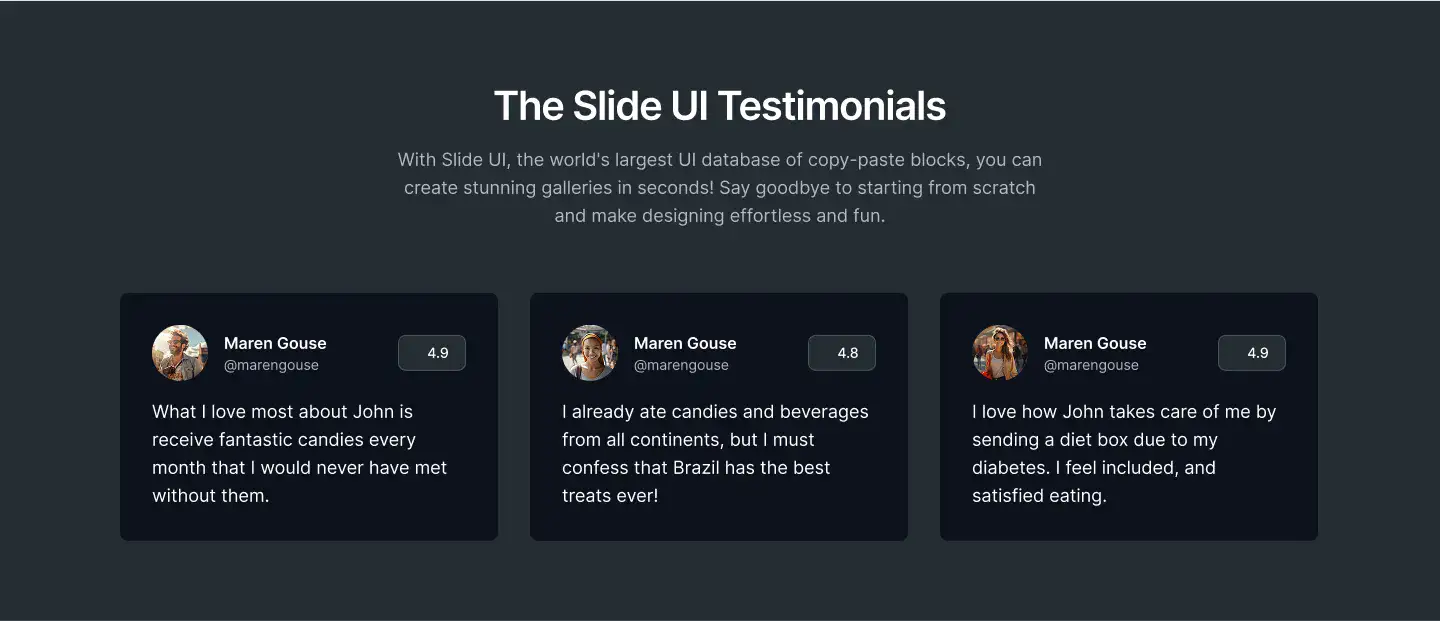 The Slide UI Testimonials
With Slide UI, the world's largest UI database of copy-paste blocks, you can
create stunning galleries in seconds! Say goodbye to starting from scratch
and make designing effortless and fun.
Maren Gouse
@marengouse
4.9
What I love most about John is
receive fantastic candies every
month that I would never have met
without them.
Maren Gouse
@marengouse
4.8
I already ate candies and beverages
from all continents, but I must
confess that Brazil has the best
treats ever!
Maren Gouse
@marengouse
4.9
I love how John takes care of me by
sending a diet box due to my
diabetes. I feel included, and
satisfied eating.